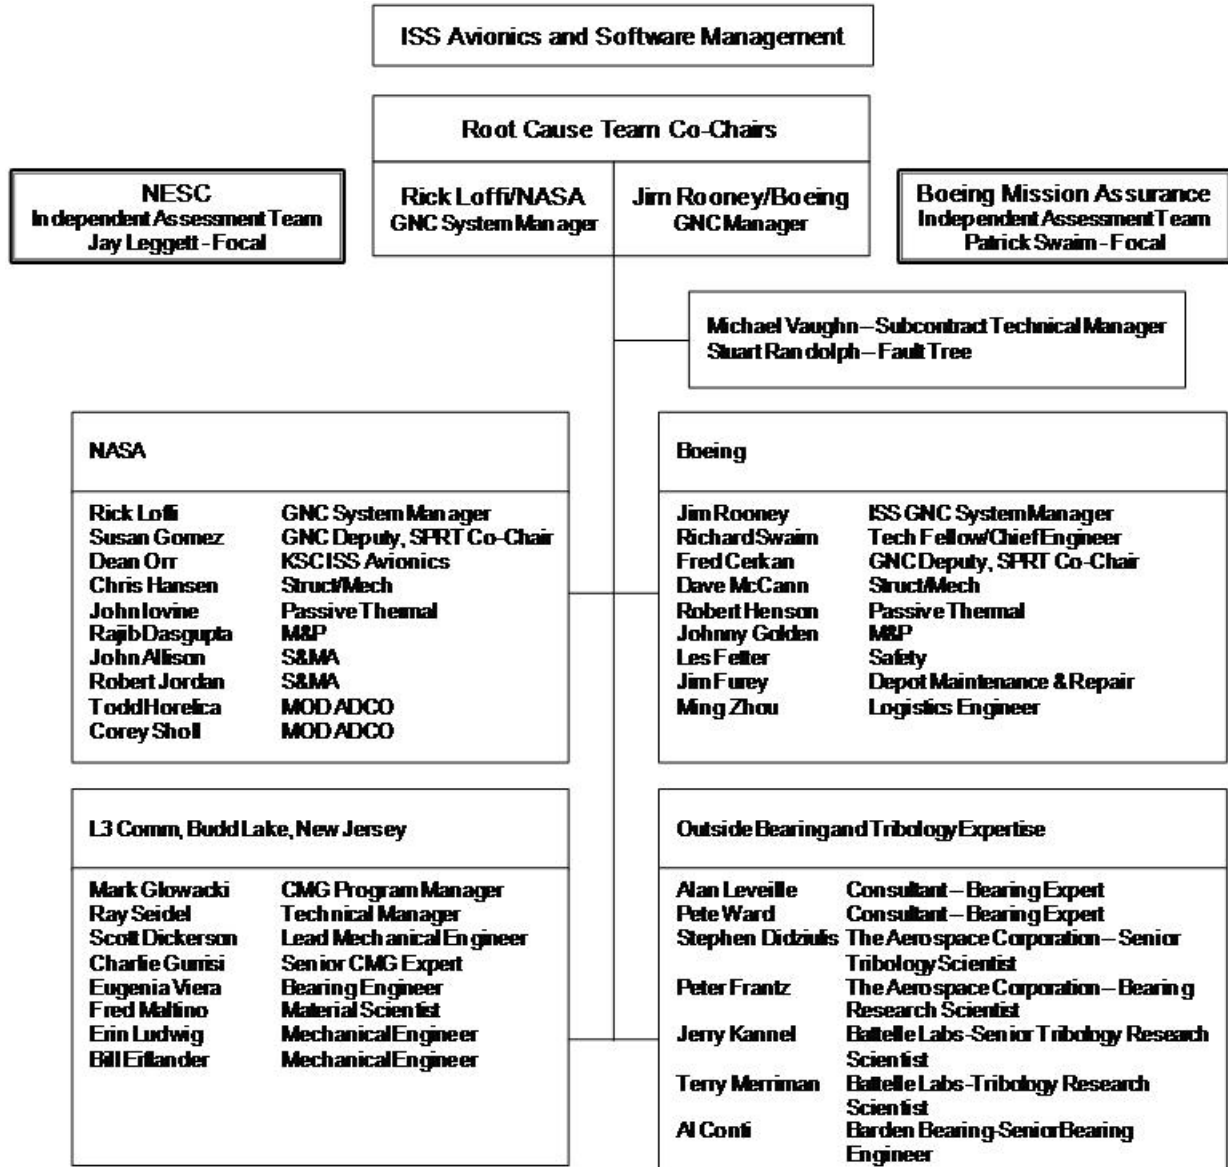 ISS Avionics and Software Management
Root Cause Team Co-Chairs
NESC
Independent Assessment Team
Jay Leggett - Focal
Rick Loffi/NASA
GNC System Manager
Jim Rooney/Boeing
GNC Manager
Boeing Mission Assurance
Independent Assessment Team
Patrick Swaim - Focal
Michael Vaughn – Subcontract Technical Manager
Stuart Randolph – Fault Tree
NASA
Rick Loffi GNC System Manager
Susan Gomez GNC Deputy, SPRT Co-Chair
Dean Orr KSC ISS Avionics
Chris Hansen Struct/Mech
John Iovine Passive Thermal
Rajib Dasgupta M&P
John Allison S&MA
Robert Jordan S&MA
Todd Horelica MOD ADCO
Corey Sholl MOD ADCO
Boeing
Jim Rooney ISS GNC System Manager
Richard Swaim Tech Fellow/Chief Engineer
Fred Cerkan GNC Deputy, SPRT Co-Chair
Dave McCann Struct/Mech
Robert Henson Passive Thermal
Johnny Golden M&P
Les Fetter Safety
Jim Furey Depot Maintenance & Repair
Ming Zhou Logistics Engineer
L3 Comm, Budd Lake, New Jersey
Mark Glowacki CMG Program Manager
Ray Seidel Technical Manager
Scott Dickerson Lead Mechanical Engineer
Charlie Gurrisi Senior CMG Expert
Eugenia Viera Bearing Engineer
Fred Maltino Material Scientist
Erin Ludwig Mechanical Engineer
Bill Eiflander Mechanical Engineer
Outside Bearing and Tribology Expertise
Alan Leveille Consultant – Bearing Expert
Pete Ward Consultant – Bearing Expert
Stephen Didziulis The Aerospace Corporation – Senior
Tribology Scientist
Peter Frantz The Aerospace Corporation – Bearing
Research Scientist
Jerry Kannel Battelle Labs-Senior Tribology Research
Scientist
Terry Merriman Battelle Labs-Tribology Research
Scientist
Al Conti Barden Bearing-Senior Bearing
Engineer